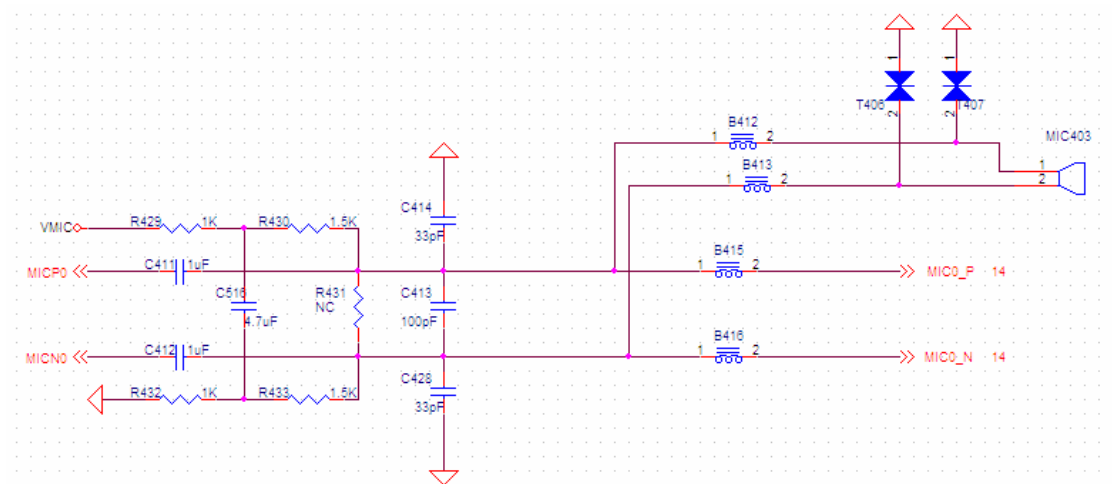 1 1
T406 T407
2 2
B412
1 2
MIC403
B413
1 2
1
2
C414
33pF
VMIC R429 1K R430 1.5K
MICP0 C411 1uF
B415
1 2 MIC0_P 14
R431
NC
C413
100pF
C516
4.7uF
MICN0 C412 1uF
B416
1 2 MIC0_N 14
R432 1K R433 1.5K
C428
33pF